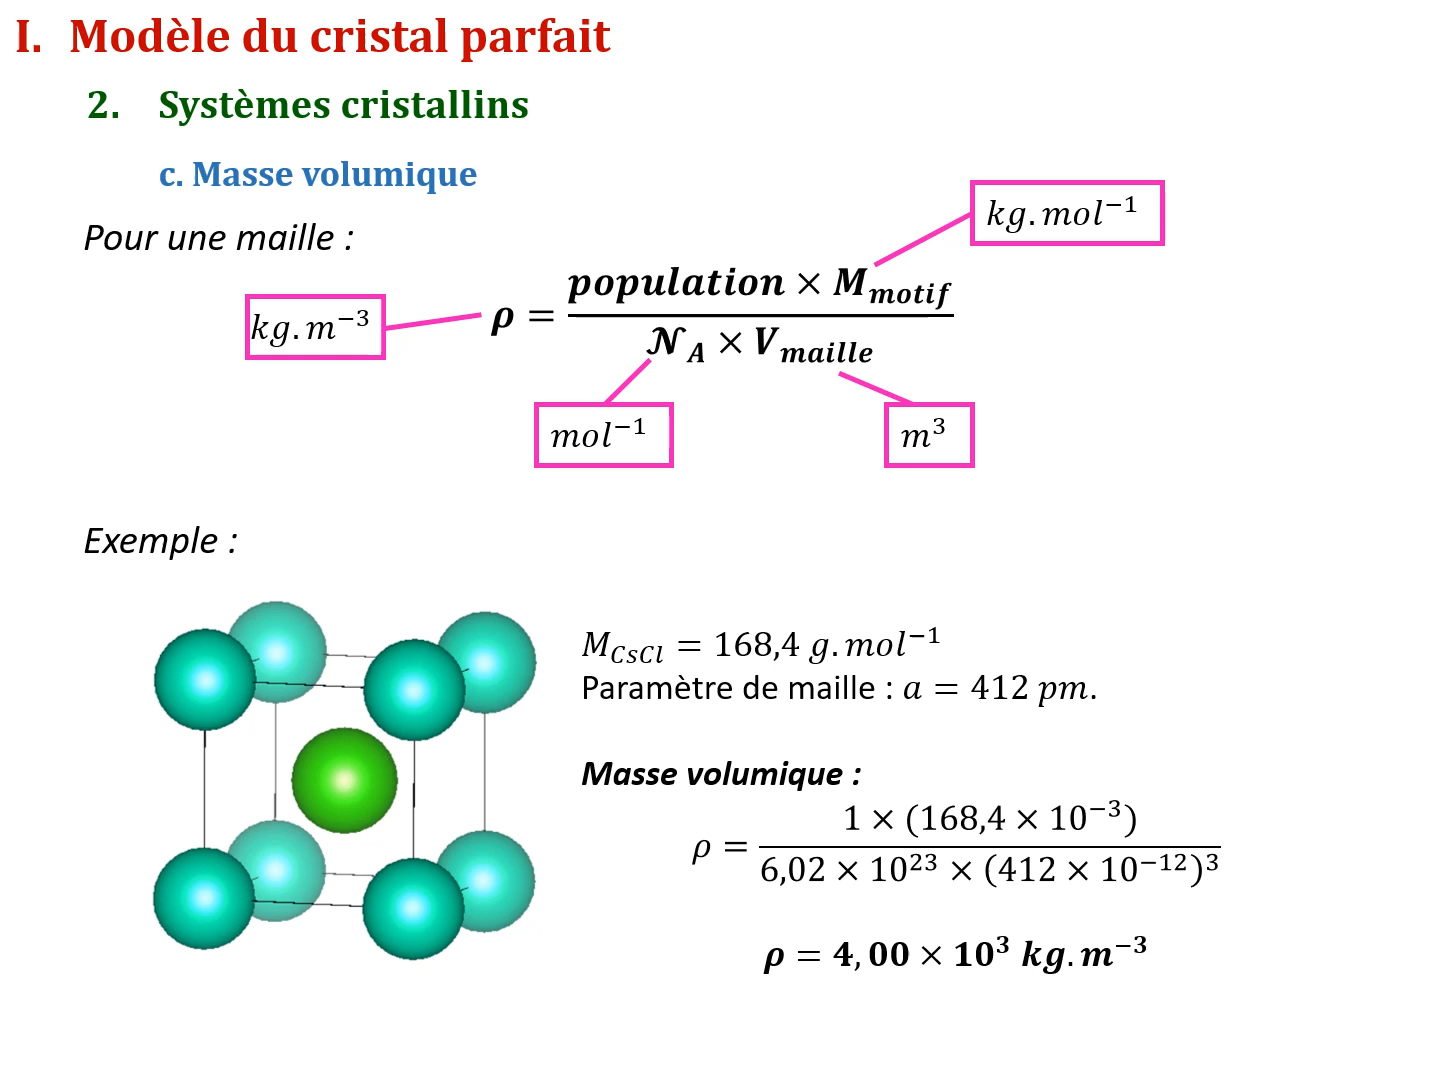 I. Modèle du cristal parfait
2. Systèmes cristallins
c. Masse volumique
Pour une maille :
kg.mol⁻¹
kg.m⁻³
ρ = (population × M_motif) / (𝒩_A × V_maille)
mol⁻¹
m³
Exemple :
M_CsCl = 168,4 g.mol⁻¹
Paramètre de maille : a = 412 pm.
Masse volumique :
ρ = (1 × (168,4 × 10⁻³)) / (6,02 × 10²³ × (412 × 10⁻¹²)³)
ρ = 4,00 × 10³ kg.m⁻³